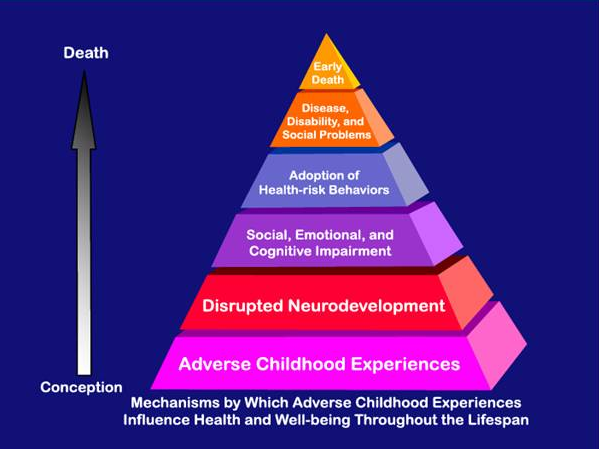 Death
Early
Death
Disease,
Disability, and
Social Problems
Adoption of
Health-risk Behaviors
Social, Emotional, and
Cognitive Impairment
Disrupted Neurodevelopment
Adverse Childhood Experiences
Conception
Mechanisms by Which Adverse Childhood Experiences
Influence Health and Well-being Throughout the Lifespan